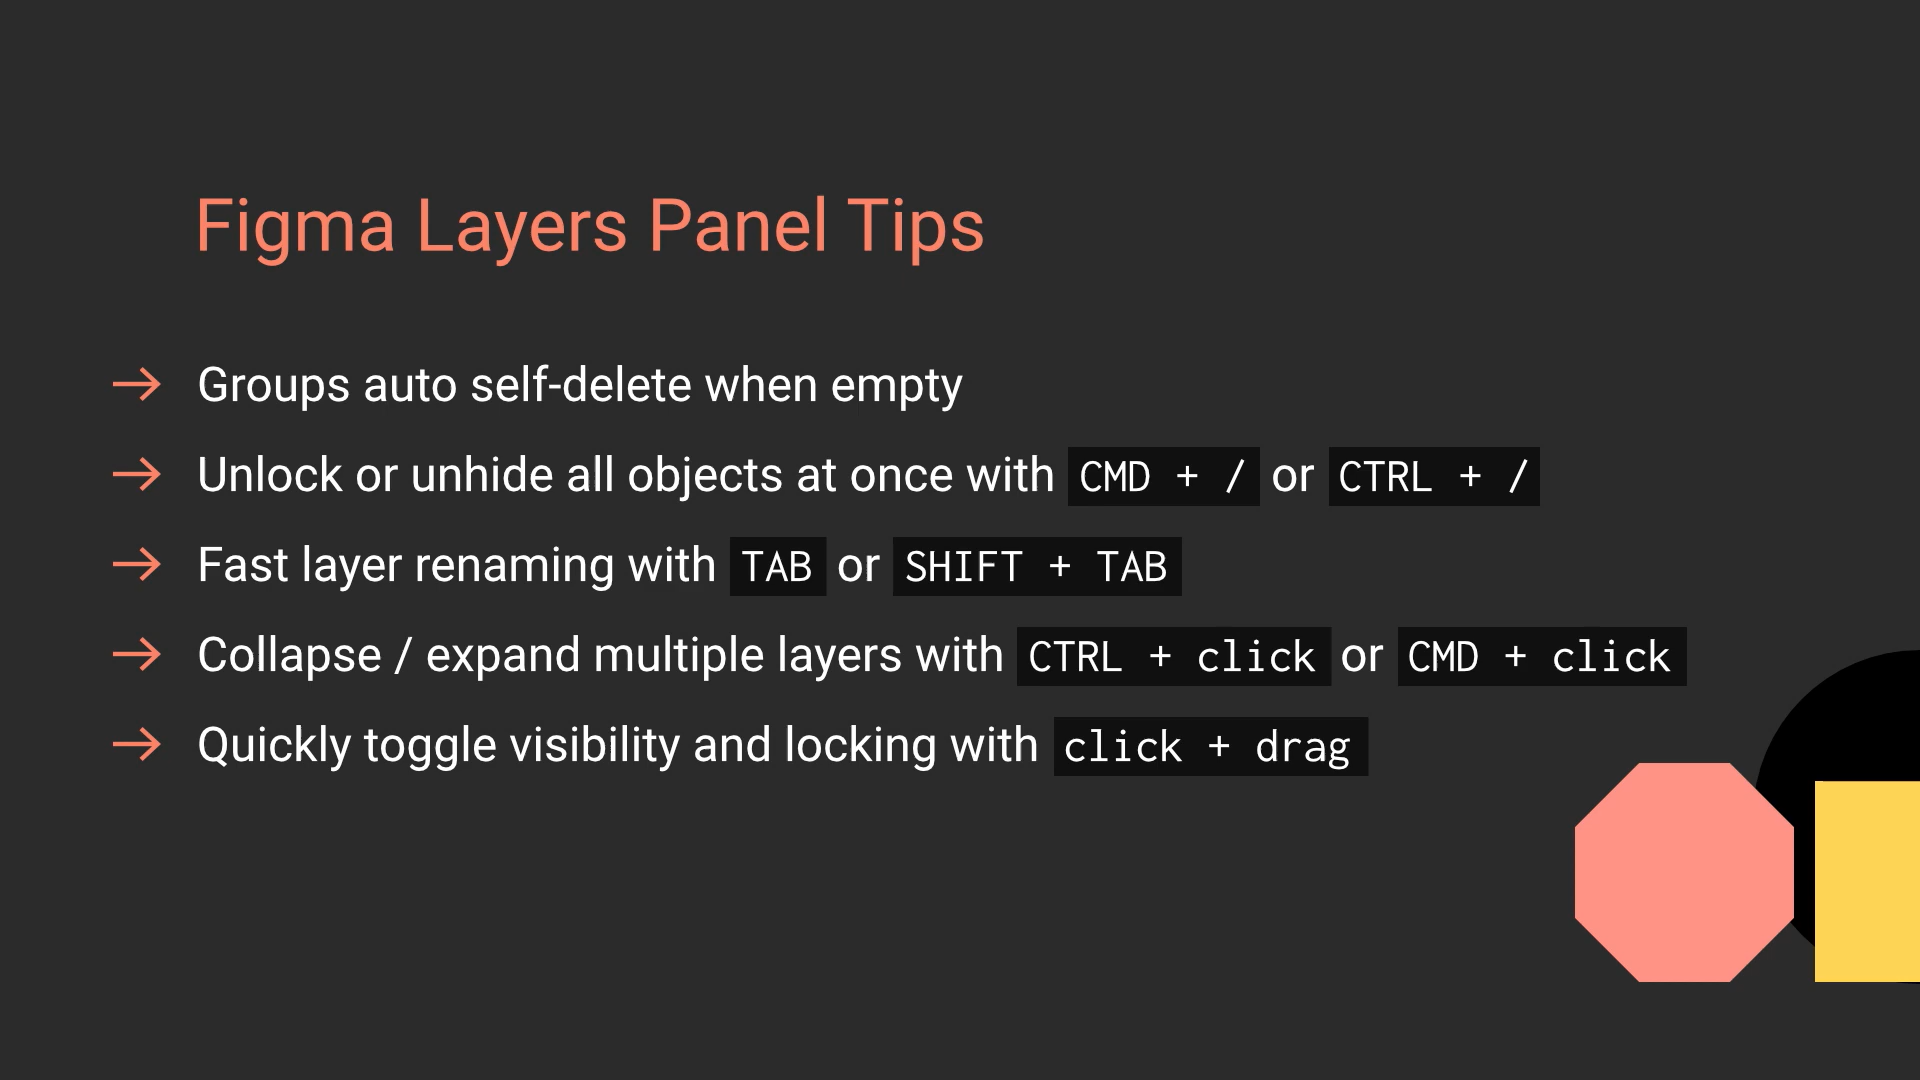 Figma Layers Panel Tips
Groups auto self-delete when empty
Unlock or unhide all objects at once with CMD + / or CTRL + /
Fast layer renaming with TAB or SHIFT + TAB
Collapse / expand multiple layers with CTRL + click or CMD + click
Quickly toggle visibility and locking with click + drag